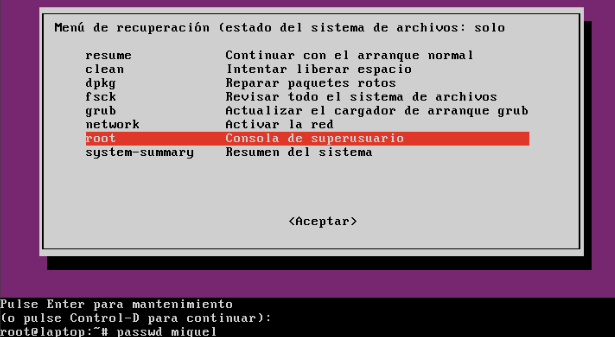 Menú de recuperación (estado del sistema de archivos: solo
resume Continuar con el arranque normal
clean Intentar liberar espacio
dpkg Reparar paquetes rotos
fsck Revisar todo el sistema de archivos
grub Actualizar el cargador de arranque grub
network Activar la red
root Consola de superusuario
system-summary Resumen del sistema
<Aceptar>
Pulse Enter para mantenimiento
(o pulse Control-D para continuar):
root@laptop:~# passwd miguel